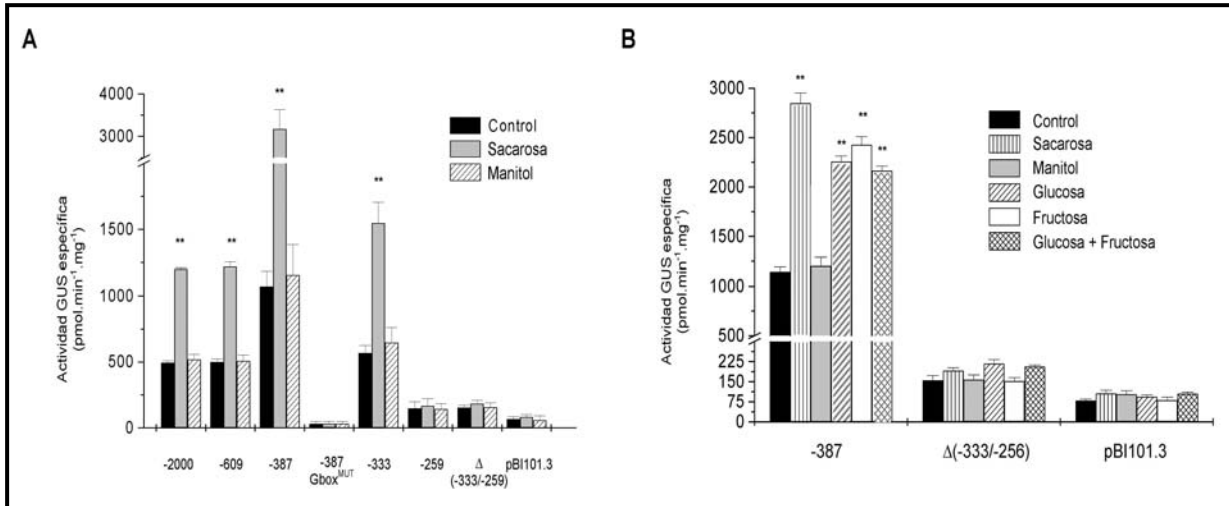 A
Actividad GUS específica
(pmol.min-1.mg-1)
4000
3000
1500
1000
500
0
**
**
**
**
Control
Sacarosa
Manitol
-2000
-609
-387
-387
GboxMUT
-333
-259
Δ
(-333/-259)
pBI101.3
B
Actividad GUS específica
(pmol.min-1.mg-1)
3000
2500
2000
1500
1000
500
225
150
75
0
**
**
**
**
Control
Sacarosa
Manitol
Glucosa
Fructosa
Glucosa + Fructosa
-387
Δ(-333/-256)
pBI101.3